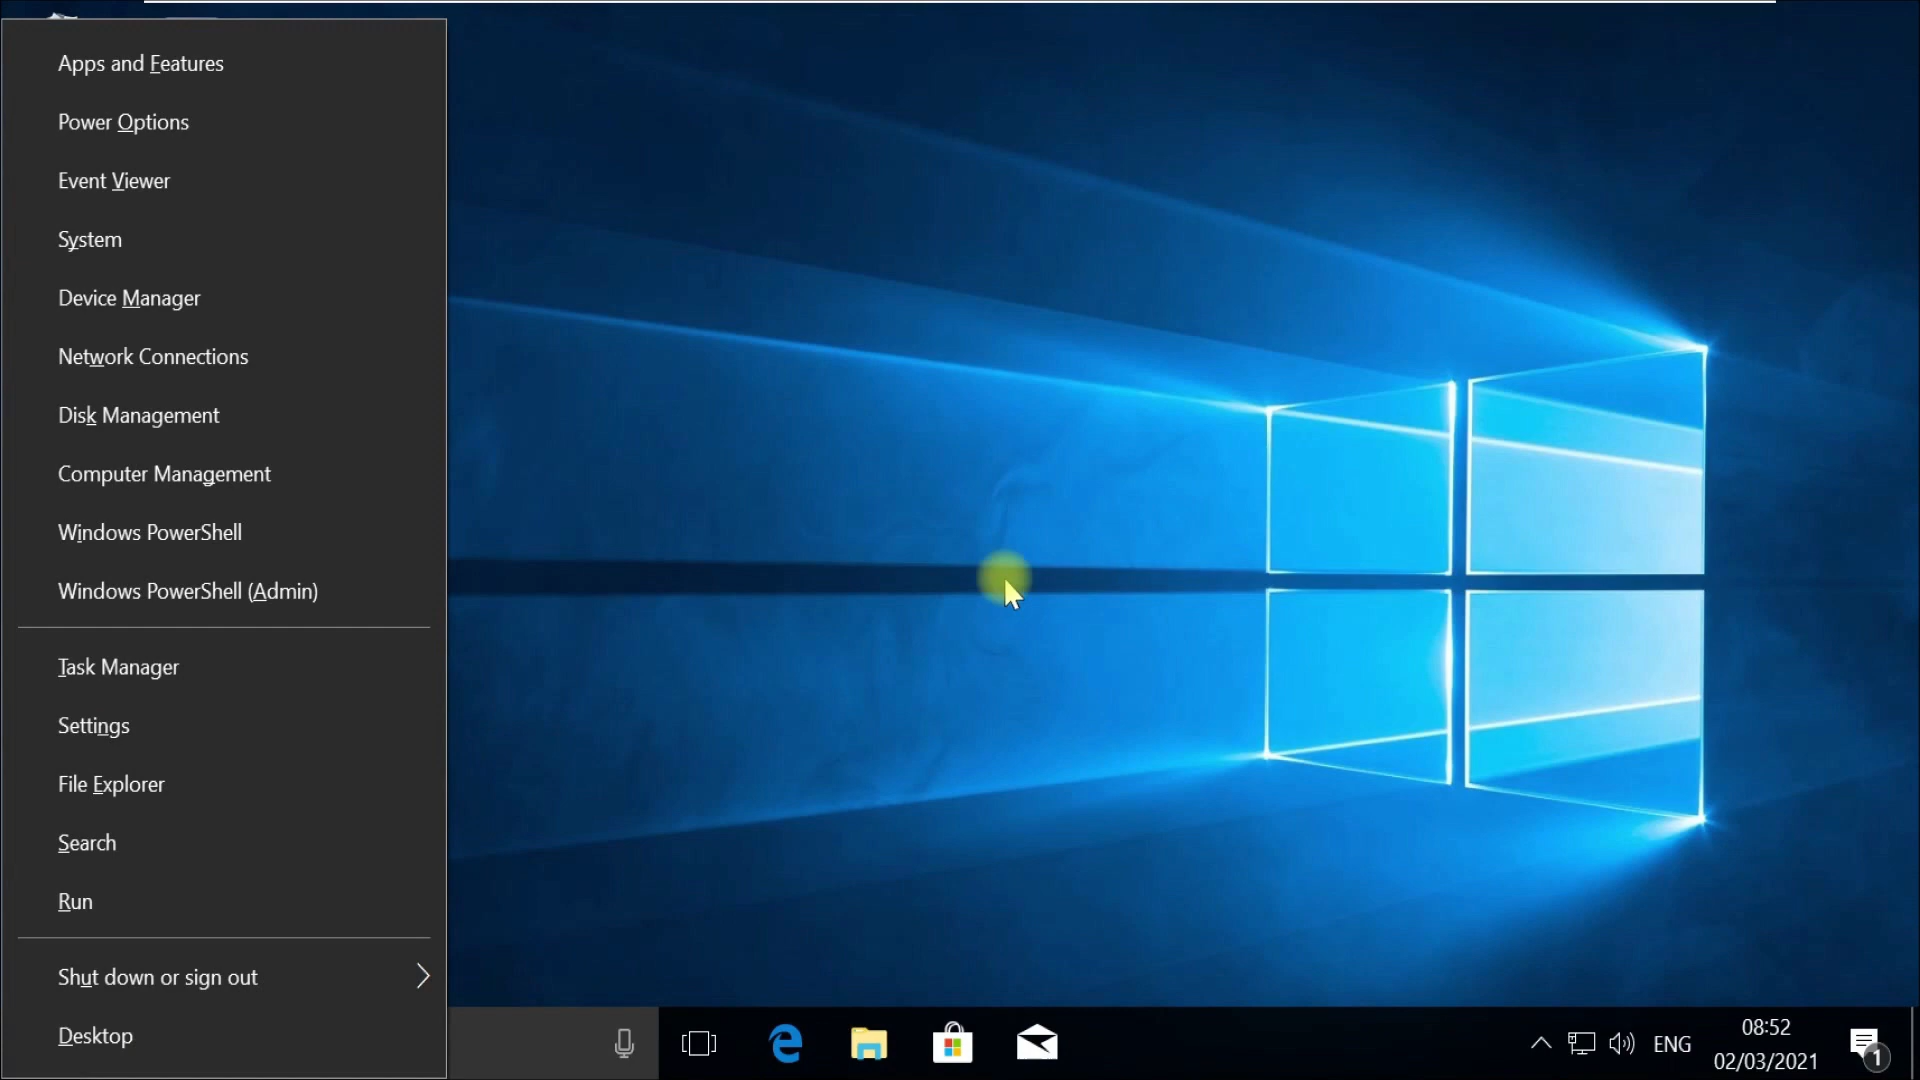 Apps and Features
Power Options
Event Viewer
System
Device Manager
Network Connections
Disk Management
Computer Management
Windows PowerShell
Windows PowerShell (Admin)
Task Manager
Settings
File Explorer
Search
Run
Shut down or sign out
Desktop
ENG
08:52
02/03/2021
1